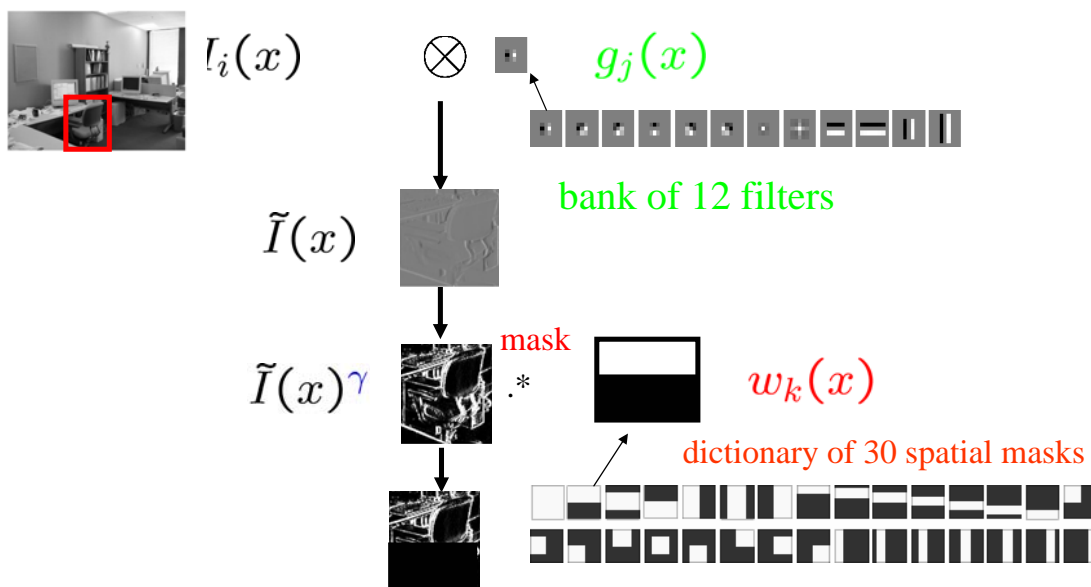 I_i(x) ⊗ g_j(x)
bank of 12 filters
Ĩ(x)
mask
Ĩ(x)^γ .* w_k(x)
dictionary of 30 spatial masks